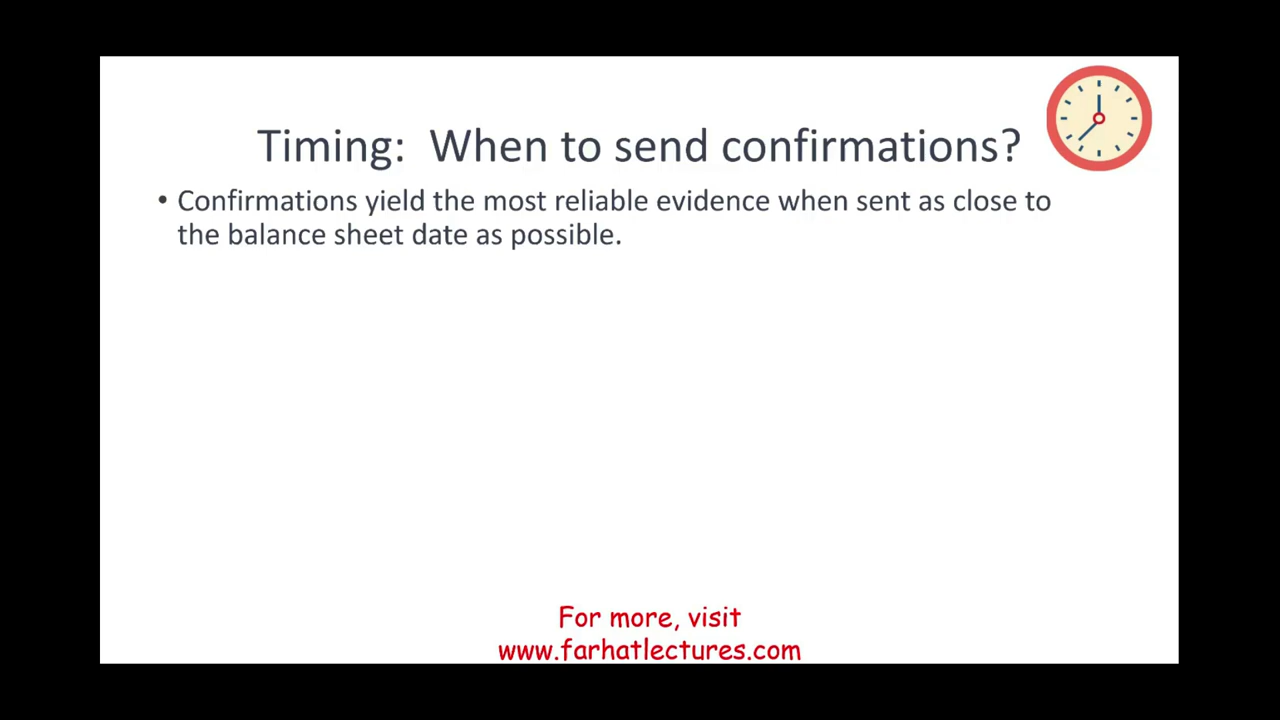 Timing: When to send confirmations?
• Confirmations yield the most reliable evidence when sent as close to
the balance sheet date as possible.
For more, visit
www.farhatlectures.com